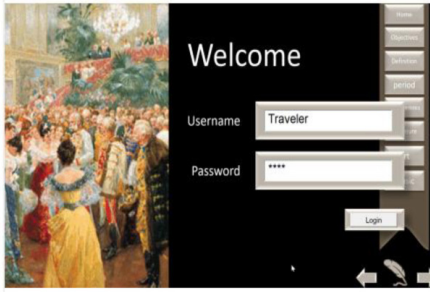 Welcome
Username
Traveler
Password
****
Login
Home
Objectives
Definition
period